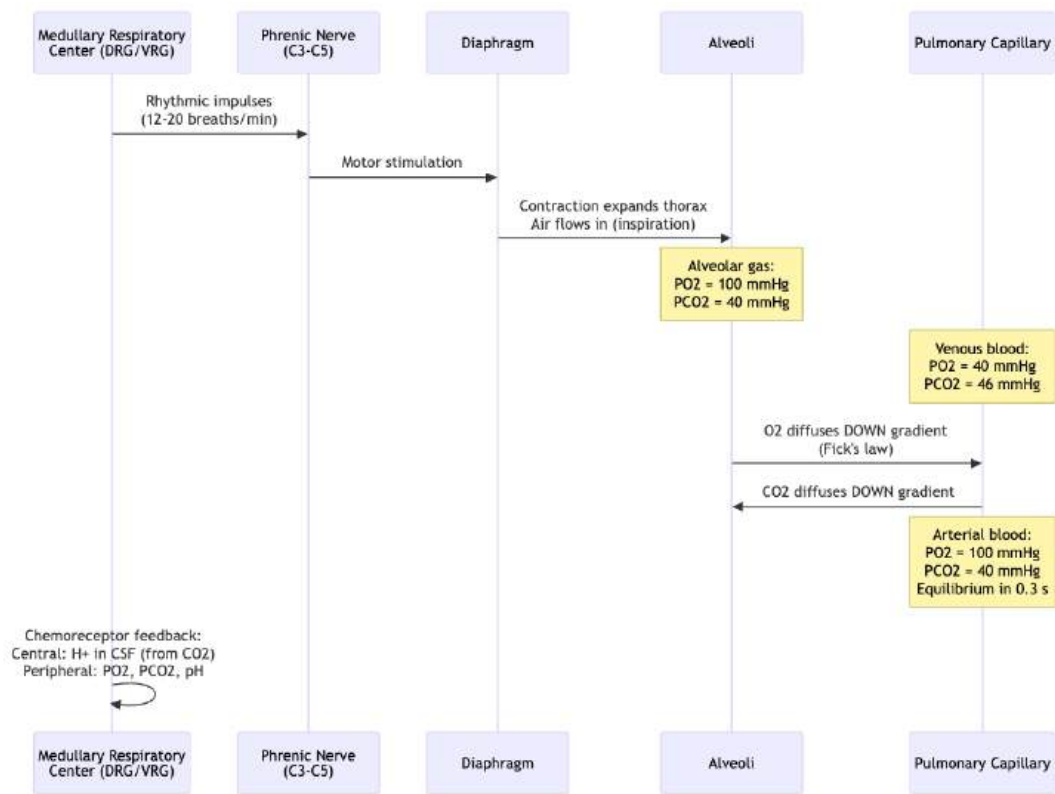 Medullary Respiratory
Center (DRG/VRG)
Phrenic Nerve
(C3-C5)
Diaphragm
Alveoli
Pulmonary Capillary
Rhythmic impulses
(12-20 breaths/min)
Motor stimulation
Contraction expands thorax
Air flows in (inspiration)
Alveolar gas:
PO2 = 100 mmHg
PCO2 = 40 mmHg
Venous blood:
PO2 = 40 mmHg
PCO2 = 46 mmHg
O2 diffuses DOWN gradient
(Fick's law)
CO2 diffuses DOWN gradient
Arterial blood:
PO2 = 100 mmHg
PCO2 = 40 mmHg
Equilibrium in 0.3 s
Chemoreceptor feedback:
Central: H+ in CSF (from CO2)
Peripheral: PO2, PCO2, pH
Medullary Respiratory
Center (DRG/VRG)
Phrenic Nerve
(C3-C5)
Diaphragm
Alveoli
Pulmonary Capillary